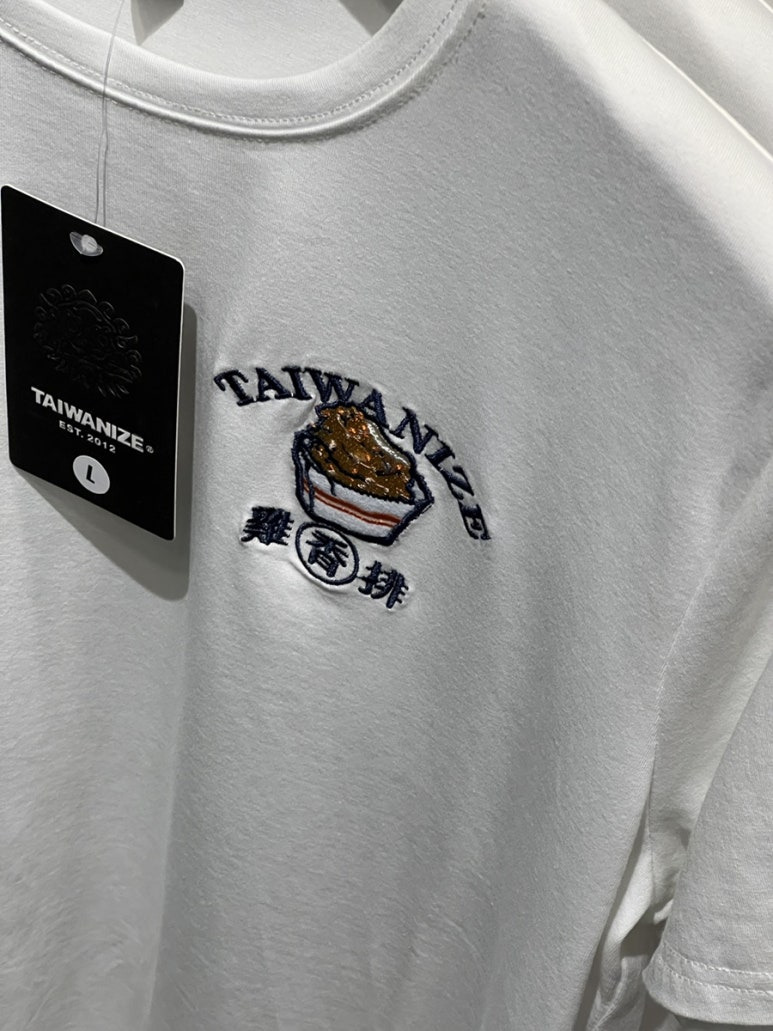 TAIWANIZE
EST. 2012
L
TAIWANIZE
雞香排